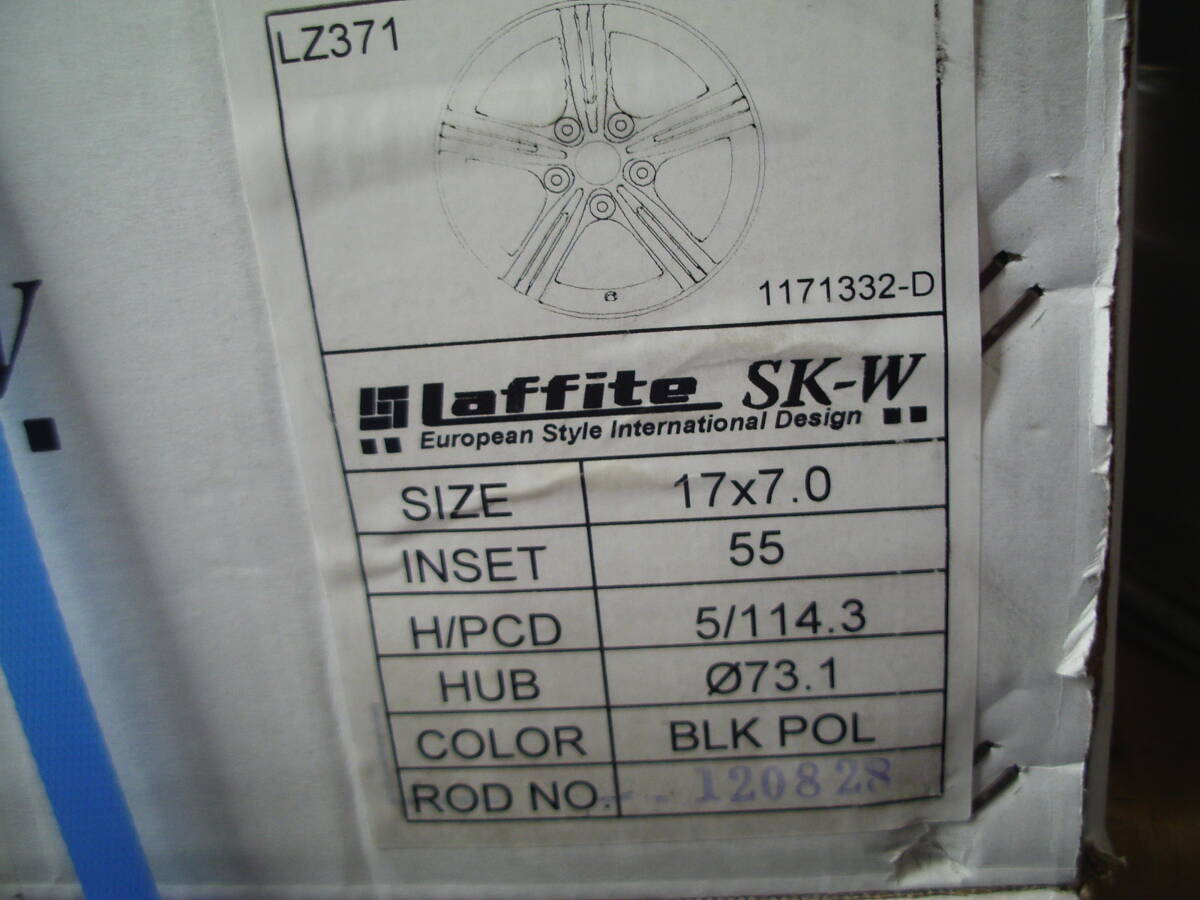 LZ371
1171332-D
Laffite SK-W
European Style International Design
SIZE 17x7.0
INSET 55
H/PCD 5/114.3
HUB Ø73.1
COLOR BLK POL
ROD NO. 120828